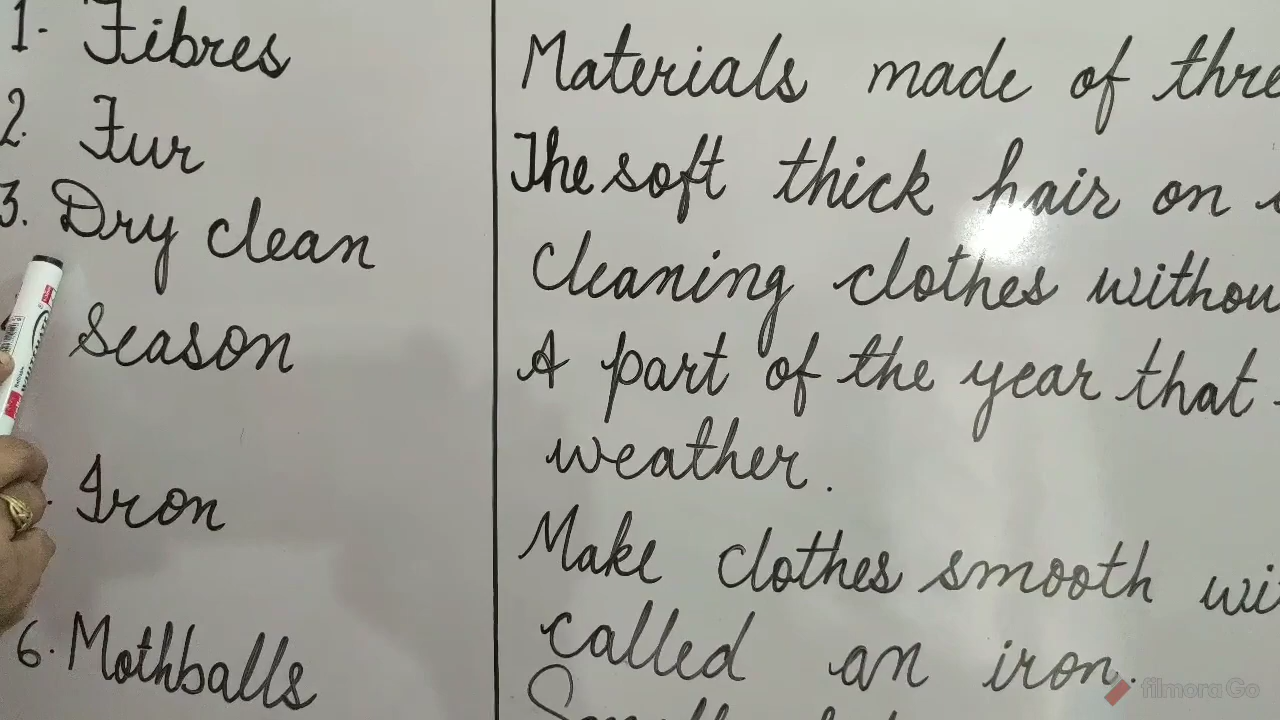 1. Fibres
Materials made of thre
2. Fur
The soft thick hair on
3. Dry clean
Cleaning clothes withou
Season
A part of the year that
weather.
Iron
Make clothes smooth wi
called an iron.
6. Mothballs
filmora Go